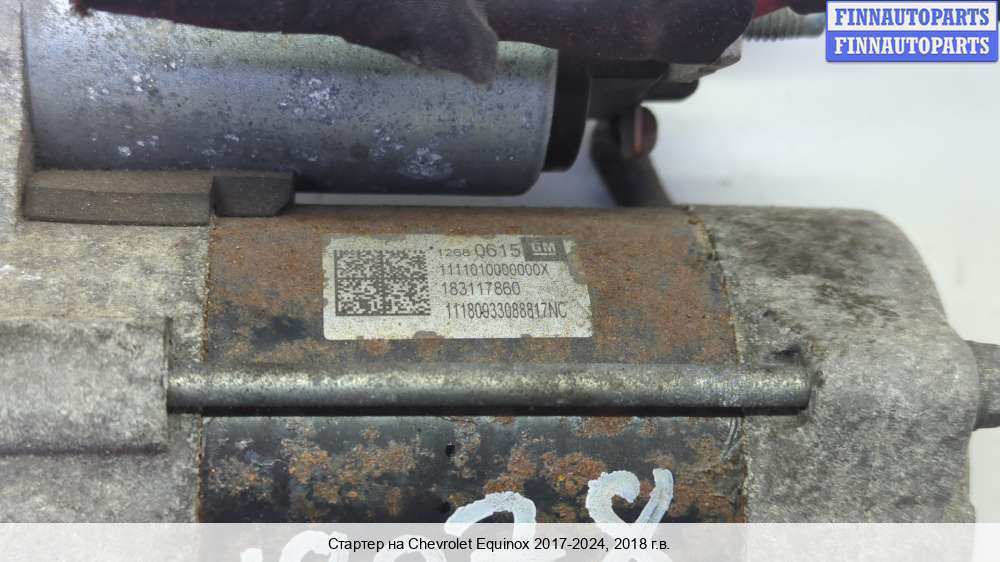 FINNAUTOPARTS
FINNAUTOPARTS
1268 0615 GM
1111010000000X
183117860
11180933088817NC
Стартер на Chevrolet Equinox 2017-2024, 2018 г.в.